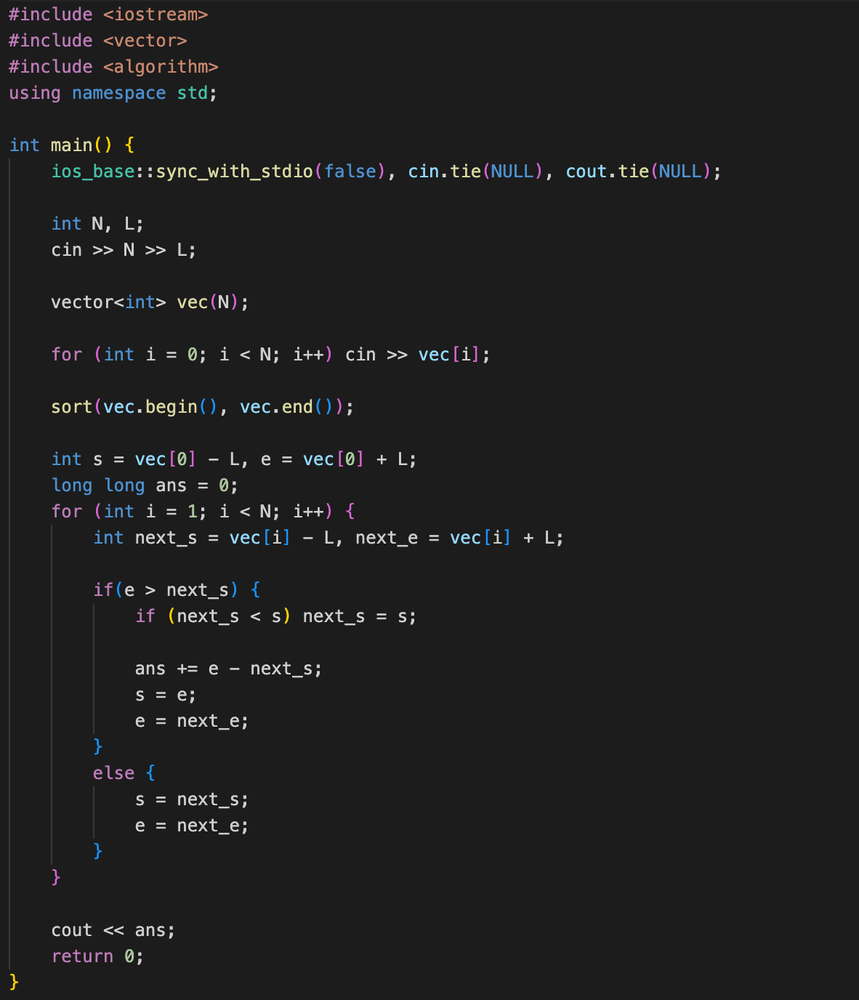 #include <iostream>
#include <vector>
#include <algorithm>
using namespace std;

int main() {
    ios_base::sync_with_stdio(false), cin.tie(NULL), cout.tie(NULL);

    int N, L;
    cin >> N >> L;

    vector<int> vec(N);

    for (int i = 0; i < N; i++) cin >> vec[i];

    sort(vec.begin(), vec.end());

    int s = vec[0] - L, e = vec[0] + L;
    long long ans = 0;
    for (int i = 1; i < N; i++) {
        int next_s = vec[i] - L, next_e = vec[i] + L;

        if(e > next_s) {
            if (next_s < s) next_s = s;

            ans += e - next_s;
            s = e;
            e = next_e;
        }
        else {
            s = next_s;
            e = next_e;
        }
    }

    cout << ans;
    return 0;
}